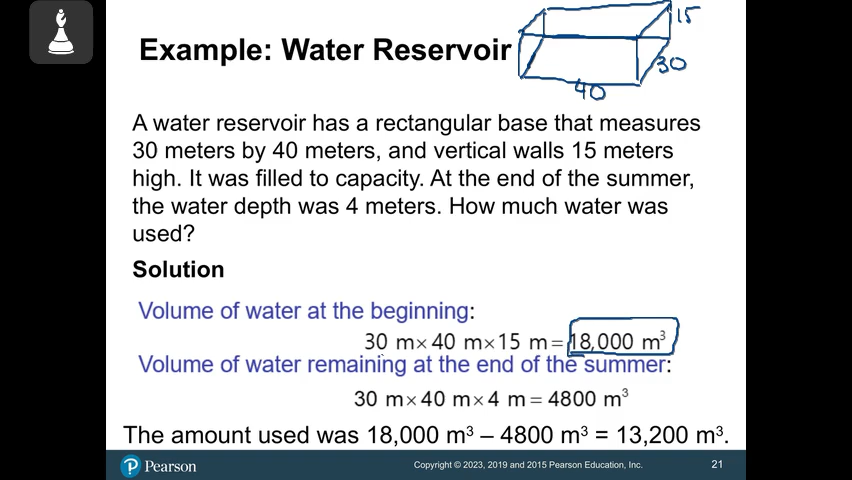 Example: Water Reservoir
15
30
40
A water reservoir has a rectangular base that measures
30 meters by 40 meters, and vertical walls 15 meters
high. It was filled to capacity. At the end of the summer,
the water depth was 4 meters. How much water was
used?
Solution
Volume of water at the beginning:
30 m × 40 m × 15 m = 18,000 m³
Volume of water remaining at the end of the summer:
30 m × 40 m × 4 m = 4800 m³
The amount used was 18,000 m³ – 4800 m³ = 13,200 m³.
P Pearson
Copyright © 2023, 2019 and 2015 Pearson Education, Inc.
21